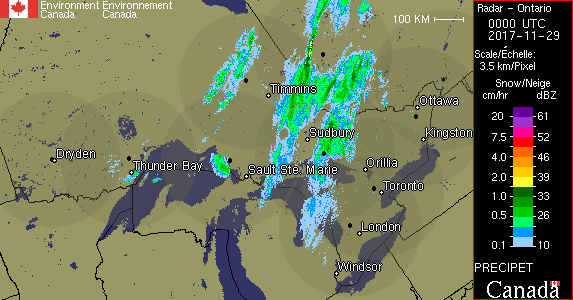 Environment Environnement
Canada Canada
100 KM
Timmins
Ottawa
Sudbury
Kingston
Dryden
Thunder Bay
Sault Ste. Marie
Orillia
Toronto
London
Windsor
Radar - Ontario
0000 UTC
2017-11-29
Scale/Échelle:
3.5 km/Pixel
Snow/Neige
cm/hr dBZ
20 61
7.5 52
4.0 46
2.0 39
1.0 33
0.5 26
0.1 10
PRECIPET
Canada